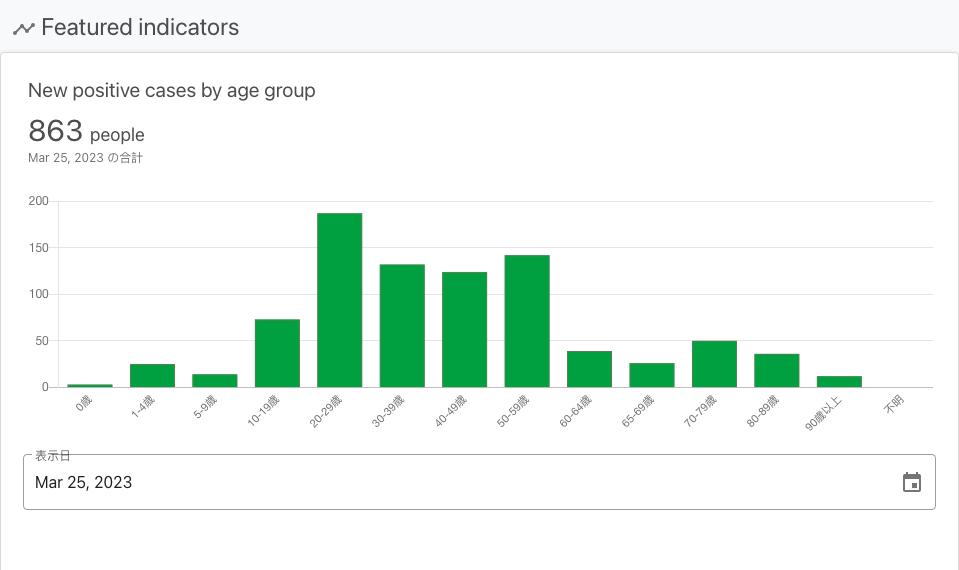 Featured indicators
New positive cases by age group
863 people
Mar 25, 2023 の合計
200
150
100
50
0
0歳
1-4歳
5-9歳
10-19歳
20-29歳
30-39歳
40-49歳
50-59歳
60-64歳
65-69歳
70-79歳
80-89歳
90歳以上
不明
表示日
Mar 25, 2023